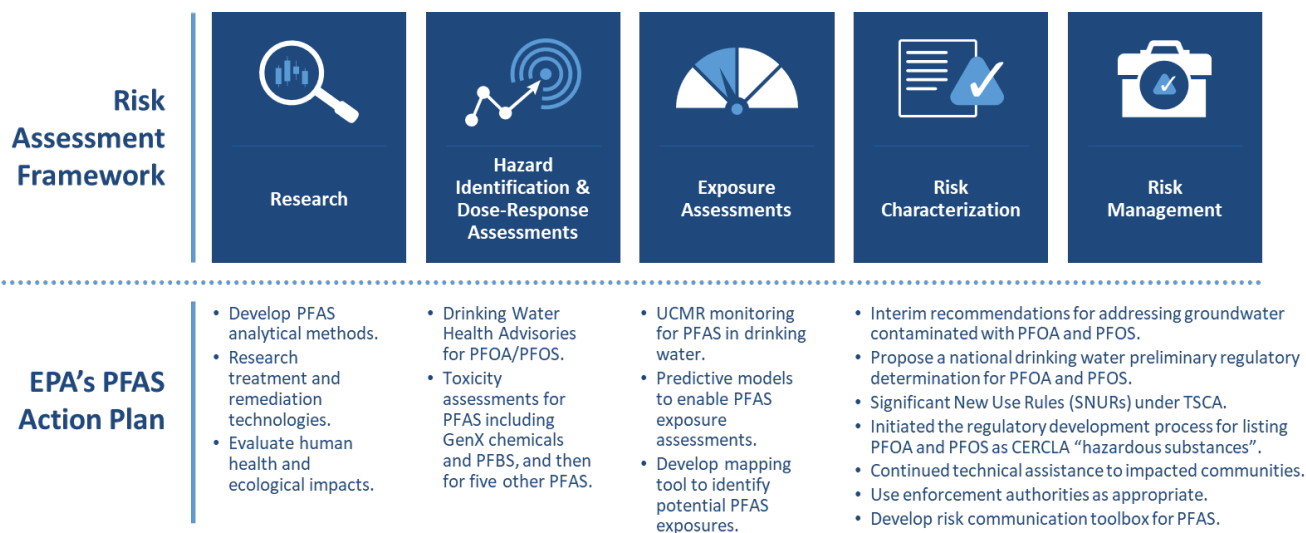 Risk
Assessment
Framework
Research
Hazard
Identification &
Dose-Response
Assessments
Exposure
Assessments
Risk
Characterization
Risk
Management
EPA's PFAS
Action Plan
• Develop PFAS
analytical methods.
• Research
treatment and
remediation
technologies.
• Evaluate human
health and
ecological impacts.
• Drinking Water
Health Advisories
for PFOA/PFOS.
• Toxicity
assessments for
PFAS including
GenX chemicals
and PFBS, and then
for five other PFAS.
• UCMR monitoring
for PFAS in drinking
water.
• Predictive models
to enable PFAS
exposure
assessments.
• Develop mapping
tool to identify
potential PFAS
exposures.
• Interim recommendations for addressing groundwater
contaminated with PFOA and PFOS.
• Propose a national drinking water preliminary regulatory
determination for PFOA and PFOS.
• Significant New Use Rules (SNURs) under TSCA.
• Initiated the regulatory development process for listing
PFOA and PFOS as CERCLA “hazardous substances”.
• Continued technical assistance to impacted communities.
• Use enforcement authorities as appropriate.
• Develop risk communication toolbox for PFAS.